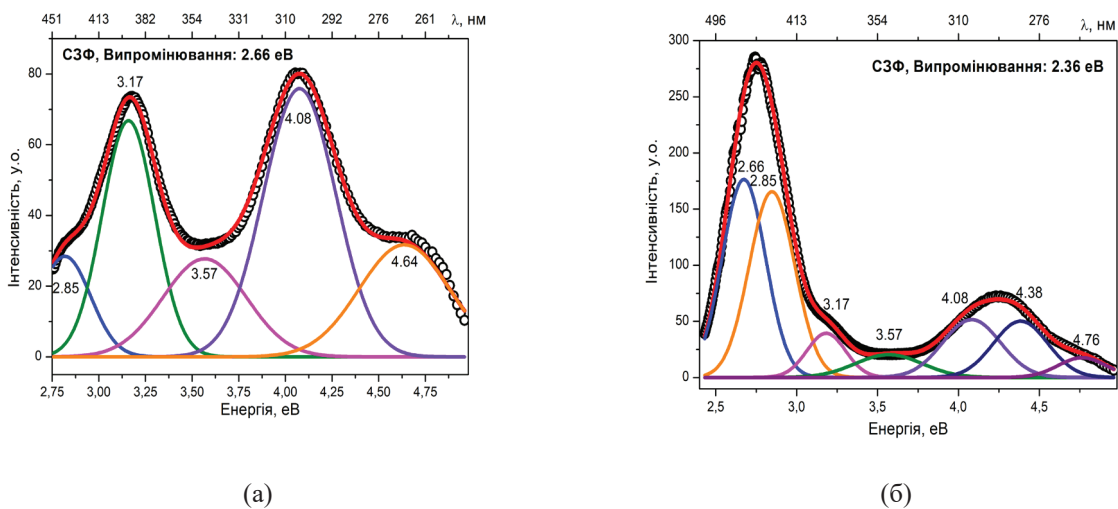 451 413 382 354 331 310 292 276 261 λ, нм
СЗФ, Випромінювання: 2.66 еВ
Інтенсивність, у.о.
80
60
40
20
0
3.17
4.08
2.85
3.57
4.64
2,75 3,00 3,25 3,50 3,75 4,00 4,25 4,50 4,75
Енергія, еВ
(а)
496 413 354 310 276 λ, нм
СЗФ, Випромінювання: 2.36 еВ
Інтенсивність, у.о.
300
250
200
150
100
50
0
2.66
2.85
3.17
3.57
4.08
4.38
4.76
2,5 3,0 3,5 4,0 4,5
Енергія, еВ
(б)